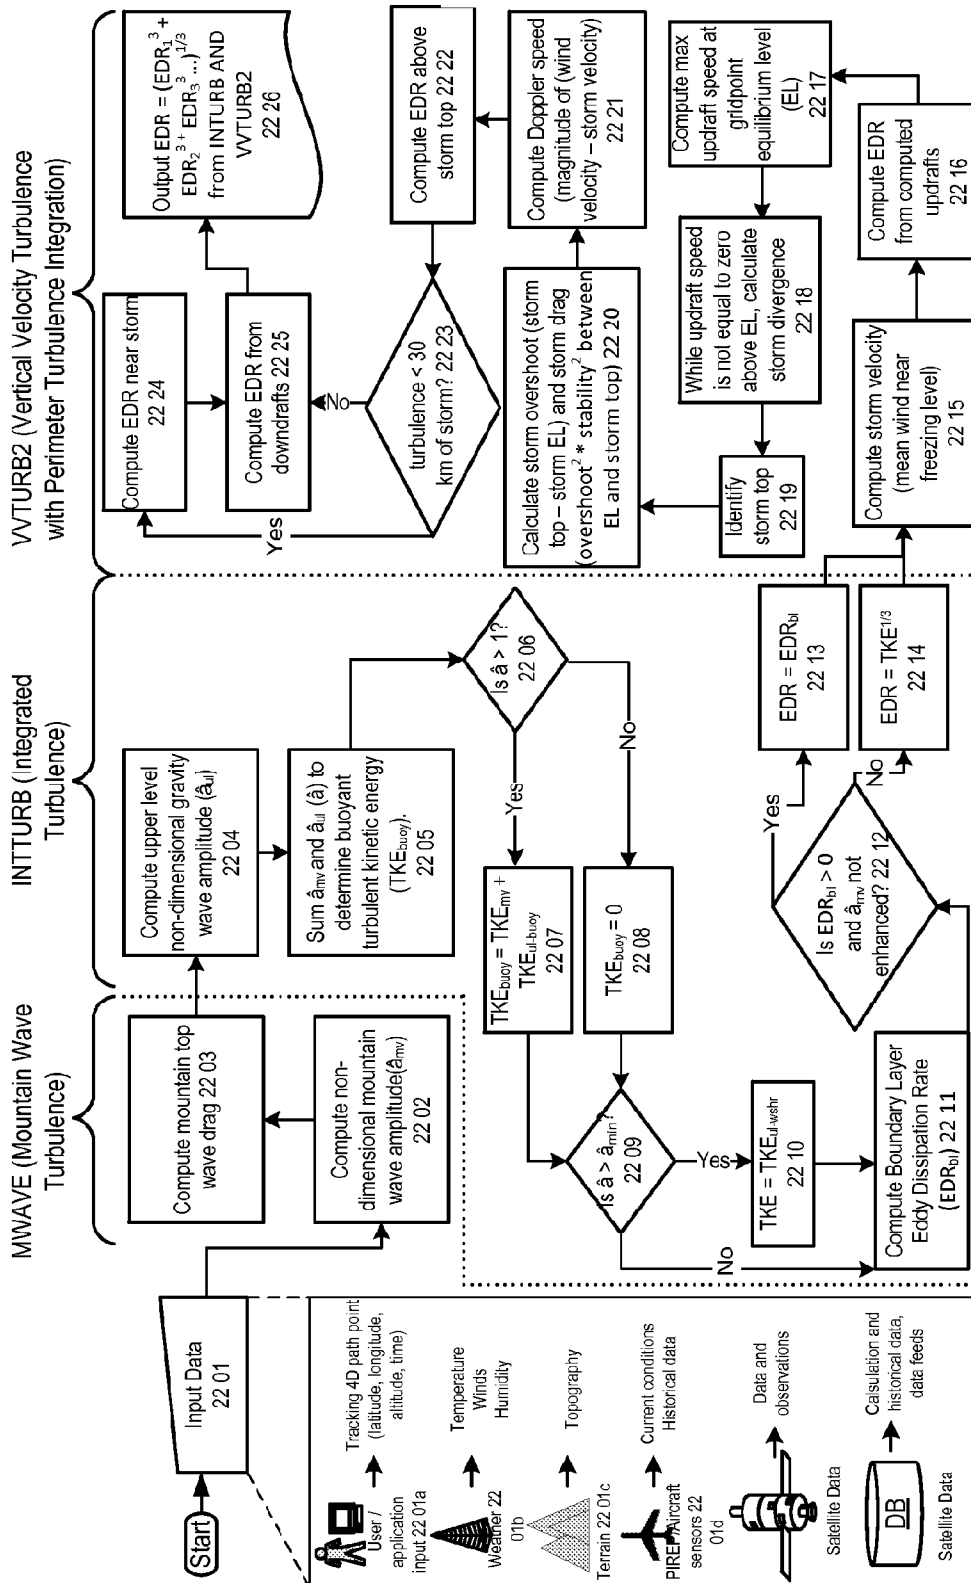 MWAVE (Mountain Wave
Turbulence)
INTTURB (Integrated
Turbulence)
VVTURB2 (Vertical Velocity Turbulence
with Perimeter Turbulence Integration)
Start
Input Data
22 01
User /
application
input 22 01a
Tracking 4D path point
(latitude, longitude,
altitude, time)
Weather 22
01b
Temperature
Winds
Humidity
Terrain 22 01c
Topography
PIREP/Aircraft
sensors 22
01d
Current conditions
Historical data
Satellite Data
Data and
observations
DB
Satellite Data
Calsulation and
historical data,
data feeds
Compute non-
dimensional mountain
wave amplitude(âmv)
22 02
Compute mountain top
wave drag 22 03
Compute upper level
non-dimensional gravity
wave amplitude (âul)
22 04
Sum âmv and âul (â) to
determine buoyant
turbulent kinetic energy
(TKEbuoy).
22 05
Is â > 1?
22 06
Yes
No
TKEbuoy = TKEmv +
TKEul-buoy
22 07
TKEbuoy = 0
22 08
Is â > âmin?
22 09
Yes
No
TKE = TKEul-wshr
22 10
Compute Boundary Layer
Eddy Dissipation Rate
(EDRbl) 22 11
Is EDRbl > 0
and âmv not
enhanced? 22 12
Yes
No
EDR = EDRbl
22 13
EDR = TKE1/3
22 14
Compute storm velocity
(mean wind near
freezing level)
22 15
Compute EDR
from computed
updrafts
22 16
Compute max
updraft speed at
gridpoint
equilibrium level
(EL)
22 17
While updraft speed
is not equal to zero
above EL, calculate
storm divergence
22 18
Identify
storm top
22 19
Calculate storm overshoot (storm
top – storm EL) and storm drag
(overshoot2 * stability2 between
EL and storm top) 22 20
Compute Doppler speed
(magnitude of (wind
velocity – storm velocity)
22 21
Compute EDR above
storm top 22 22
turbulence < 30
km of storm? 22 23
Yes
No
Compute EDR near storm
22 24
Compute EDR from
downdrafts 22 25
Output EDR = (EDR13 +
EDR23+ EDR33 ...)1/3
from INTURB AND
VVTURB2
22 26